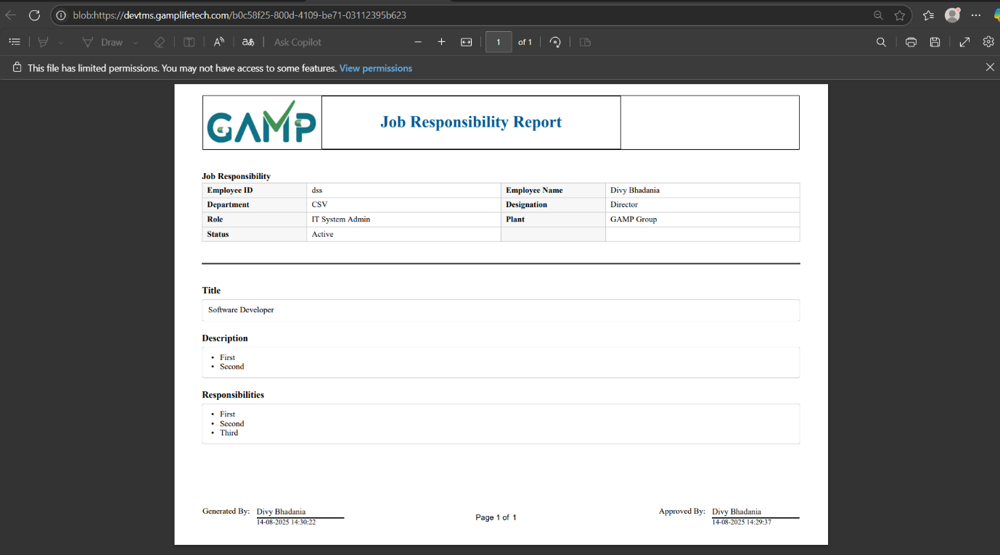 blob:https://devtms.gamplifetech.com/b0c58f25-800d-4109-be71-03112395b623
Draw aあ Ask Copilot 1 of 1
This file has limited permissions. You may not have access to some features. View permissions
GAMP
Job Responsibility Report
Job Responsibility
Employee ID dss Employee Name Divy Bhadania
Department CSV Designation Director
Role IT System Admin Plant GAMP Group
Status Active
Title
Software Developer
Description
• First
• Second
Responsibilities
• First
• Second
• Third
Generated By: Divy Bhadania
14-08-2025 14:30:22
Page 1 of 1
Approved By: Divy Bhadania
14-08-2025 14:29:37